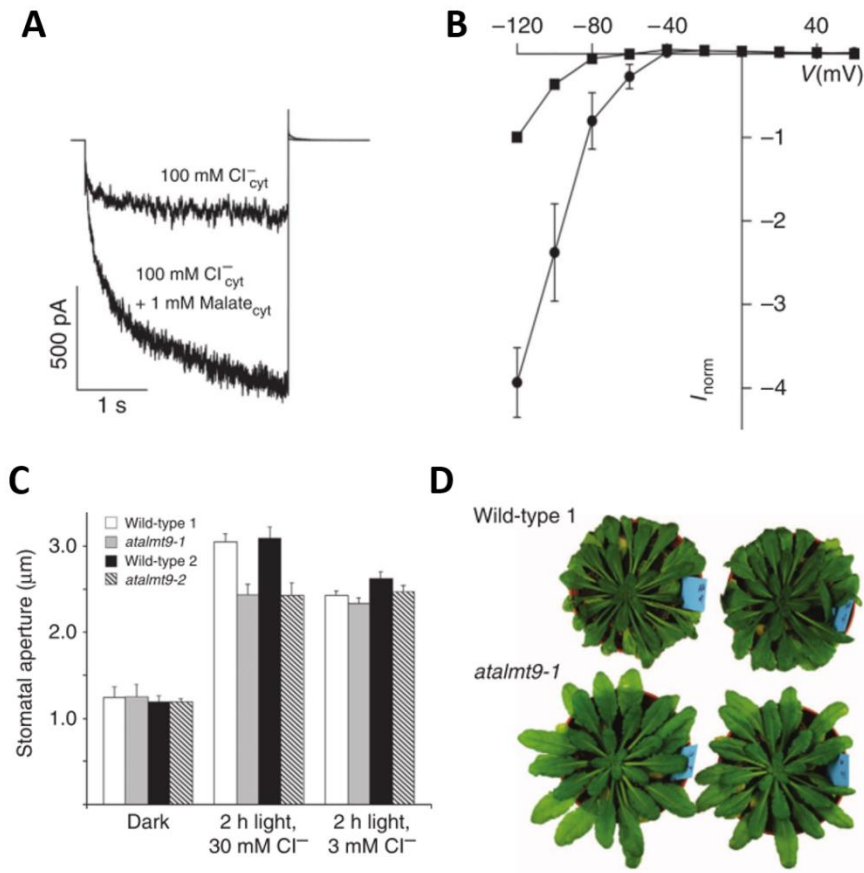 A
100 mM Cl⁻cyt
100 mM Cl⁻cyt
+ 1 mM Malatecyt
500 pA
1 s
B
−120 −80 −40 40
V(mV)
−1
−2
−3
−4
Inorm
C
Stomatal aperture (μm)
3.0
2.0
1.0
Wild-type 1
atalmt9-1
Wild-type 2
atalmt9-2
Dark
2 h light,
30 mM Cl⁻
2 h light,
3 mM Cl⁻
D
Wild-type 1
atalmt9-1